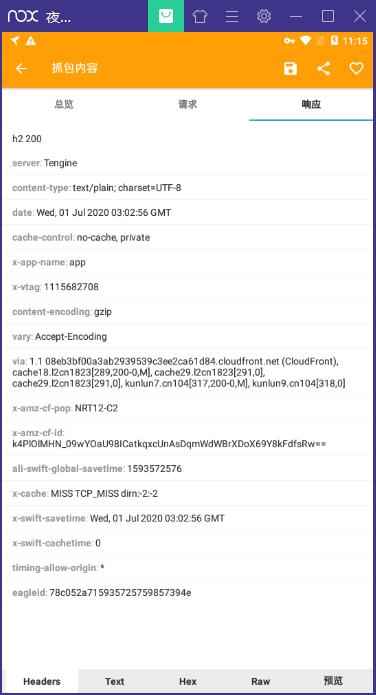 nox 夜...
11:15
抓包内容
总览 请求 响应
h2 200
server: Tengine
content-type: text/plain; charset=UTF-8
date: Wed, 01 Jul 2020 03:02:56 GMT
cache-control: no-cache, private
x-app-name: app
x-vtag: 1115682708
content-encoding: gzip
vary: Accept-Encoding
via: 1.1 08eb3bf00a3ab2939539c3ee2ca61d84.cloudfront.net (CloudFront),
cache18.l2cn1823[289,200-0,M], cache29.l2cn1823[291,0],
cache29.l2cn1823[291,0], kunlun7.cn104[317,200-0,M], kunlun9.cn104[318,0]
x-amz-cf-pop: NRT12-C2
x-amz-cf-id:
k4PlOlMHN_09wYOaU98ICatkqxcUnAsDqmWdWBrXDoX69Y8kFdfsRw==
ali-swift-global-savetime: 1593572576
x-cache: MISS TCP_MISS dirn:-2:-2
x-swift-savetime: Wed, 01 Jul 2020 03:02:56 GMT
x-swift-cachetime: 0
timing-allow-origin: *
eagleid: 78c052a715935725759857394e
Headers Text Hex Raw 预览